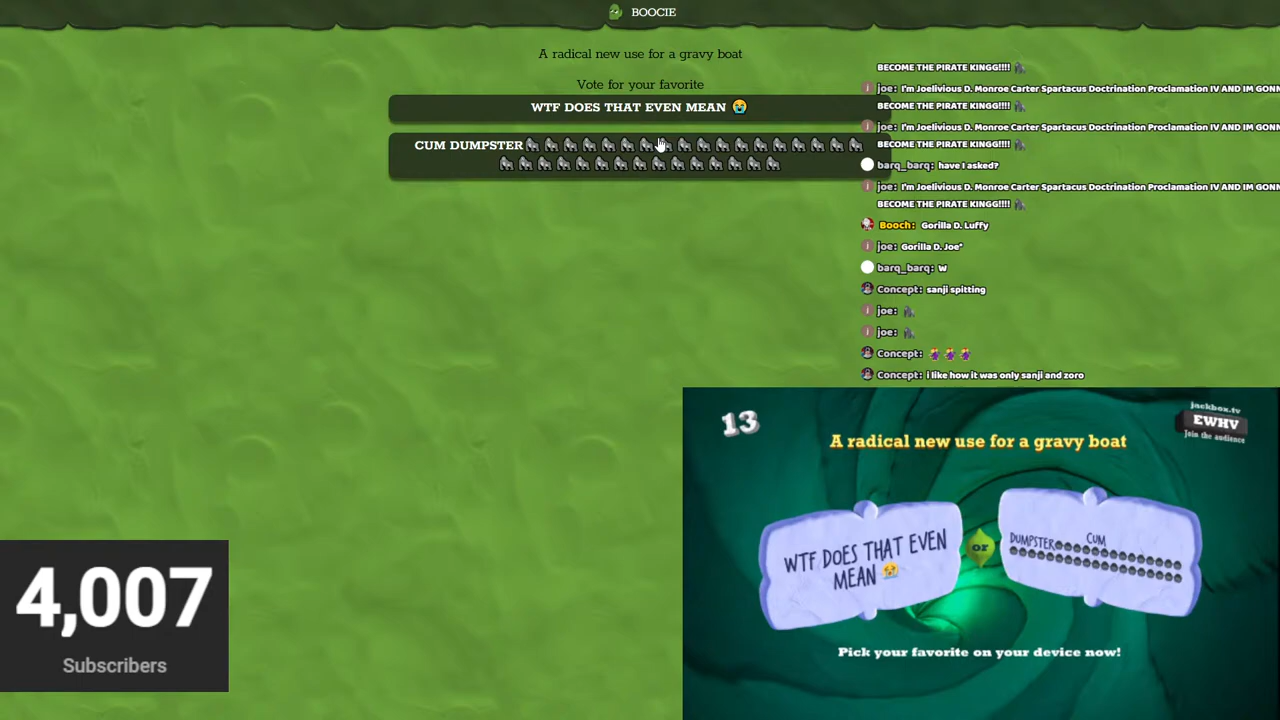 BOOCIE
A radical new use for a gravy boat
Vote for your favorite
WTF DOES THAT EVEN MEAN 😭
CUM DUMPSTER🦍🦍🦍🦍🦍🦍🦍🦍🦍🦍🦍🦍🦍🦍🦍🦍🦍🦍
🦍🦍🦍🦍🦍🦍🦍🦍🦍🦍🦍🦍🦍🦍🦍
BECOME THE PIRATE KINGG!!!! 🦍
joe: I'm Joelivious D. Monroe Carter Spartacus Doctrination Proclamation IV AND IM GONN
BECOME THE PIRATE KINGG!!!! 🦍
joe: I'm Joelivious D. Monroe Carter Spartacus Doctrination Proclamation IV AND IM GONN
BECOME THE PIRATE KINGG!!!! 🦍
barq_barq: have I asked?
joe: I'm Joelivious D. Monroe Carter Spartacus Doctrination Proclamation IV AND IM GONN
BECOME THE PIRATE KINGG!!!! 🦍
Booch: Gorilla D. Luffy
joe: Gorilla D. Joe*
barq_barq: W
Concept: sanji spitting
joe: 🦍
joe: 🦍
Concept:
Concept: i like how it was only sanji and zoro
13
jackbox.tv
EWHV
Join the audience
A radical new use for a gravy boat
WTF DOES THAT EVEN
MEAN 😭
or
CUM
DUMPSTER
Pick your favorite on your device now!
4,007
Subscribers